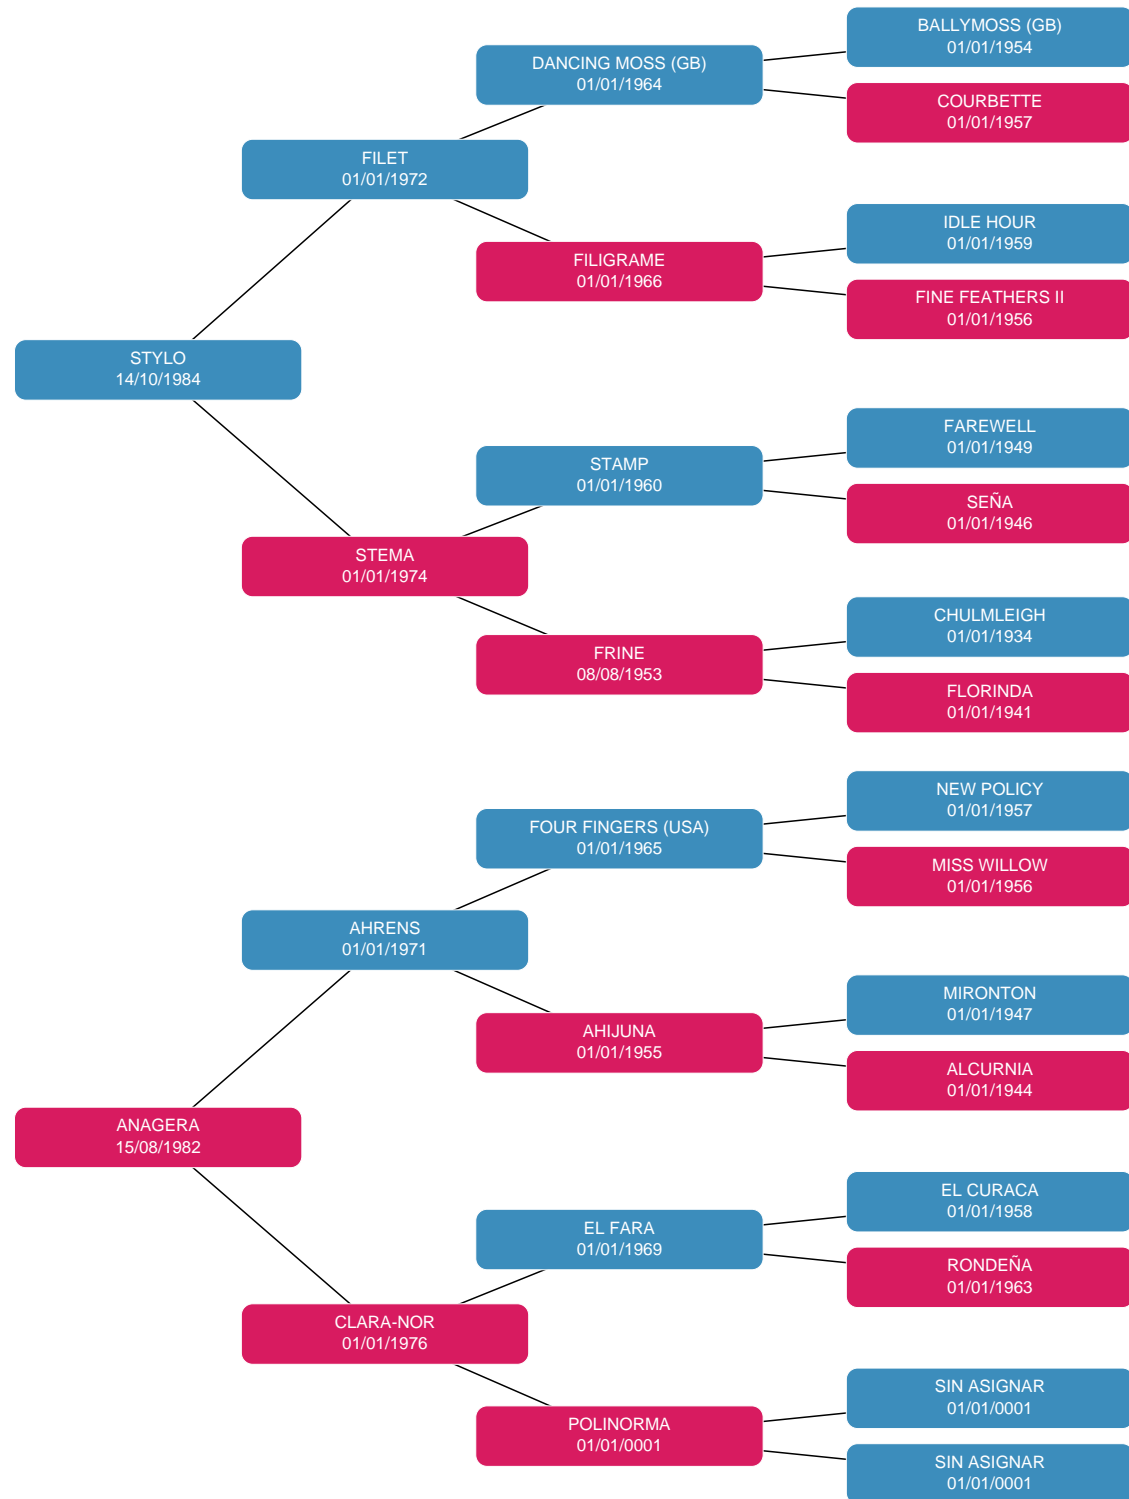 BALLYMOSS (GB)
01/01/1954
DANCING MOSS (GB)
01/01/1964
COURBETTE
01/01/1957
FILET
01/01/1972
IDLE HOUR
01/01/1959
FILIGRAME
01/01/1966
FINE FEATHERS II
01/01/1956
STYLO
14/10/1984
FAREWELL
01/01/1949
STAMP
01/01/1960
SEÑA
01/01/1946
STEMA
01/01/1974
CHULMLEIGH
01/01/1934
FRINE
08/08/1953
FLORINDA
01/01/1941
NEW POLICY
01/01/1957
FOUR FINGERS (USA)
01/01/1965
MISS WILLOW
01/01/1956
AHRENS
01/01/1971
MIRONTON
01/01/1947
AHIJUNA
01/01/1955
ALCURNIA
01/01/1944
ANAGERA
15/08/1982
EL CURACA
01/01/1958
EL FARA
01/01/1969
RONDEÑA
01/01/1963
CLARA-NOR
01/01/1976
SIN ASIGNAR
01/01/0001
POLINORMA
01/01/0001
SIN ASIGNAR
01/01/0001